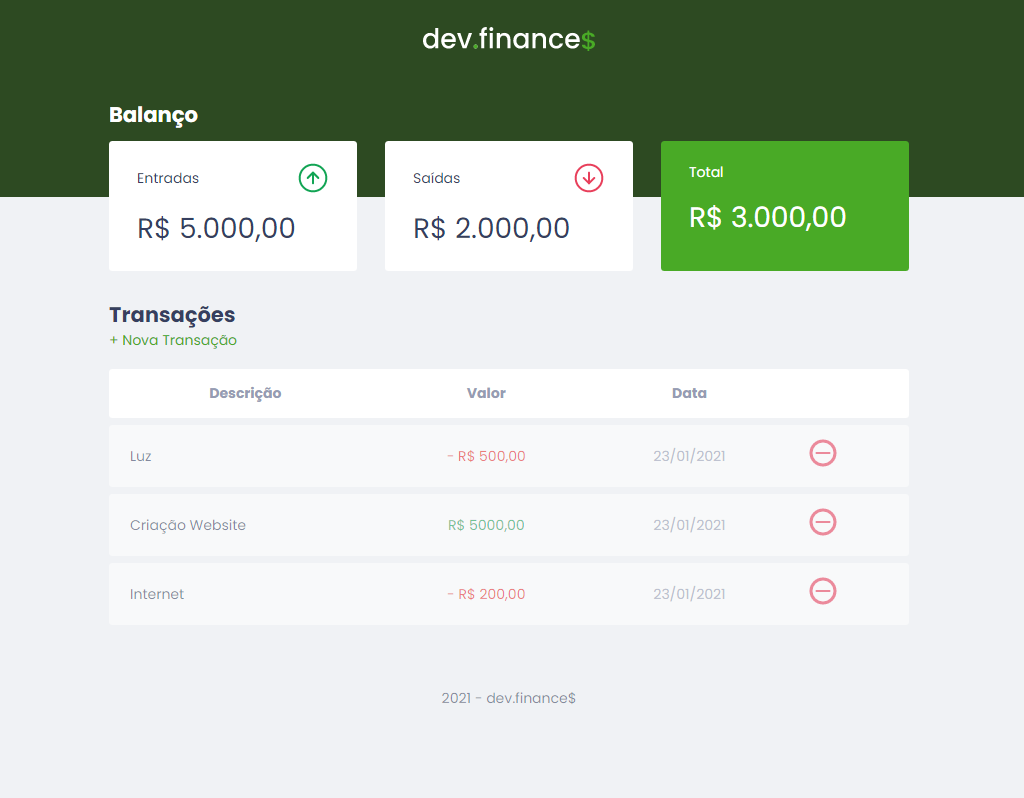 dev.finance$
Balanço
Entradas
R$ 5.000,00
Saídas
R$ 2.000,00
Total
R$ 3.000,00
Transações
+ Nova Transação
Descrição Valor Data
Luz - R$ 500,00 23/01/2021
Criação Website R$ 5000,00 23/01/2021
Internet - R$ 200,00 23/01/2021
2021 - dev.finance$